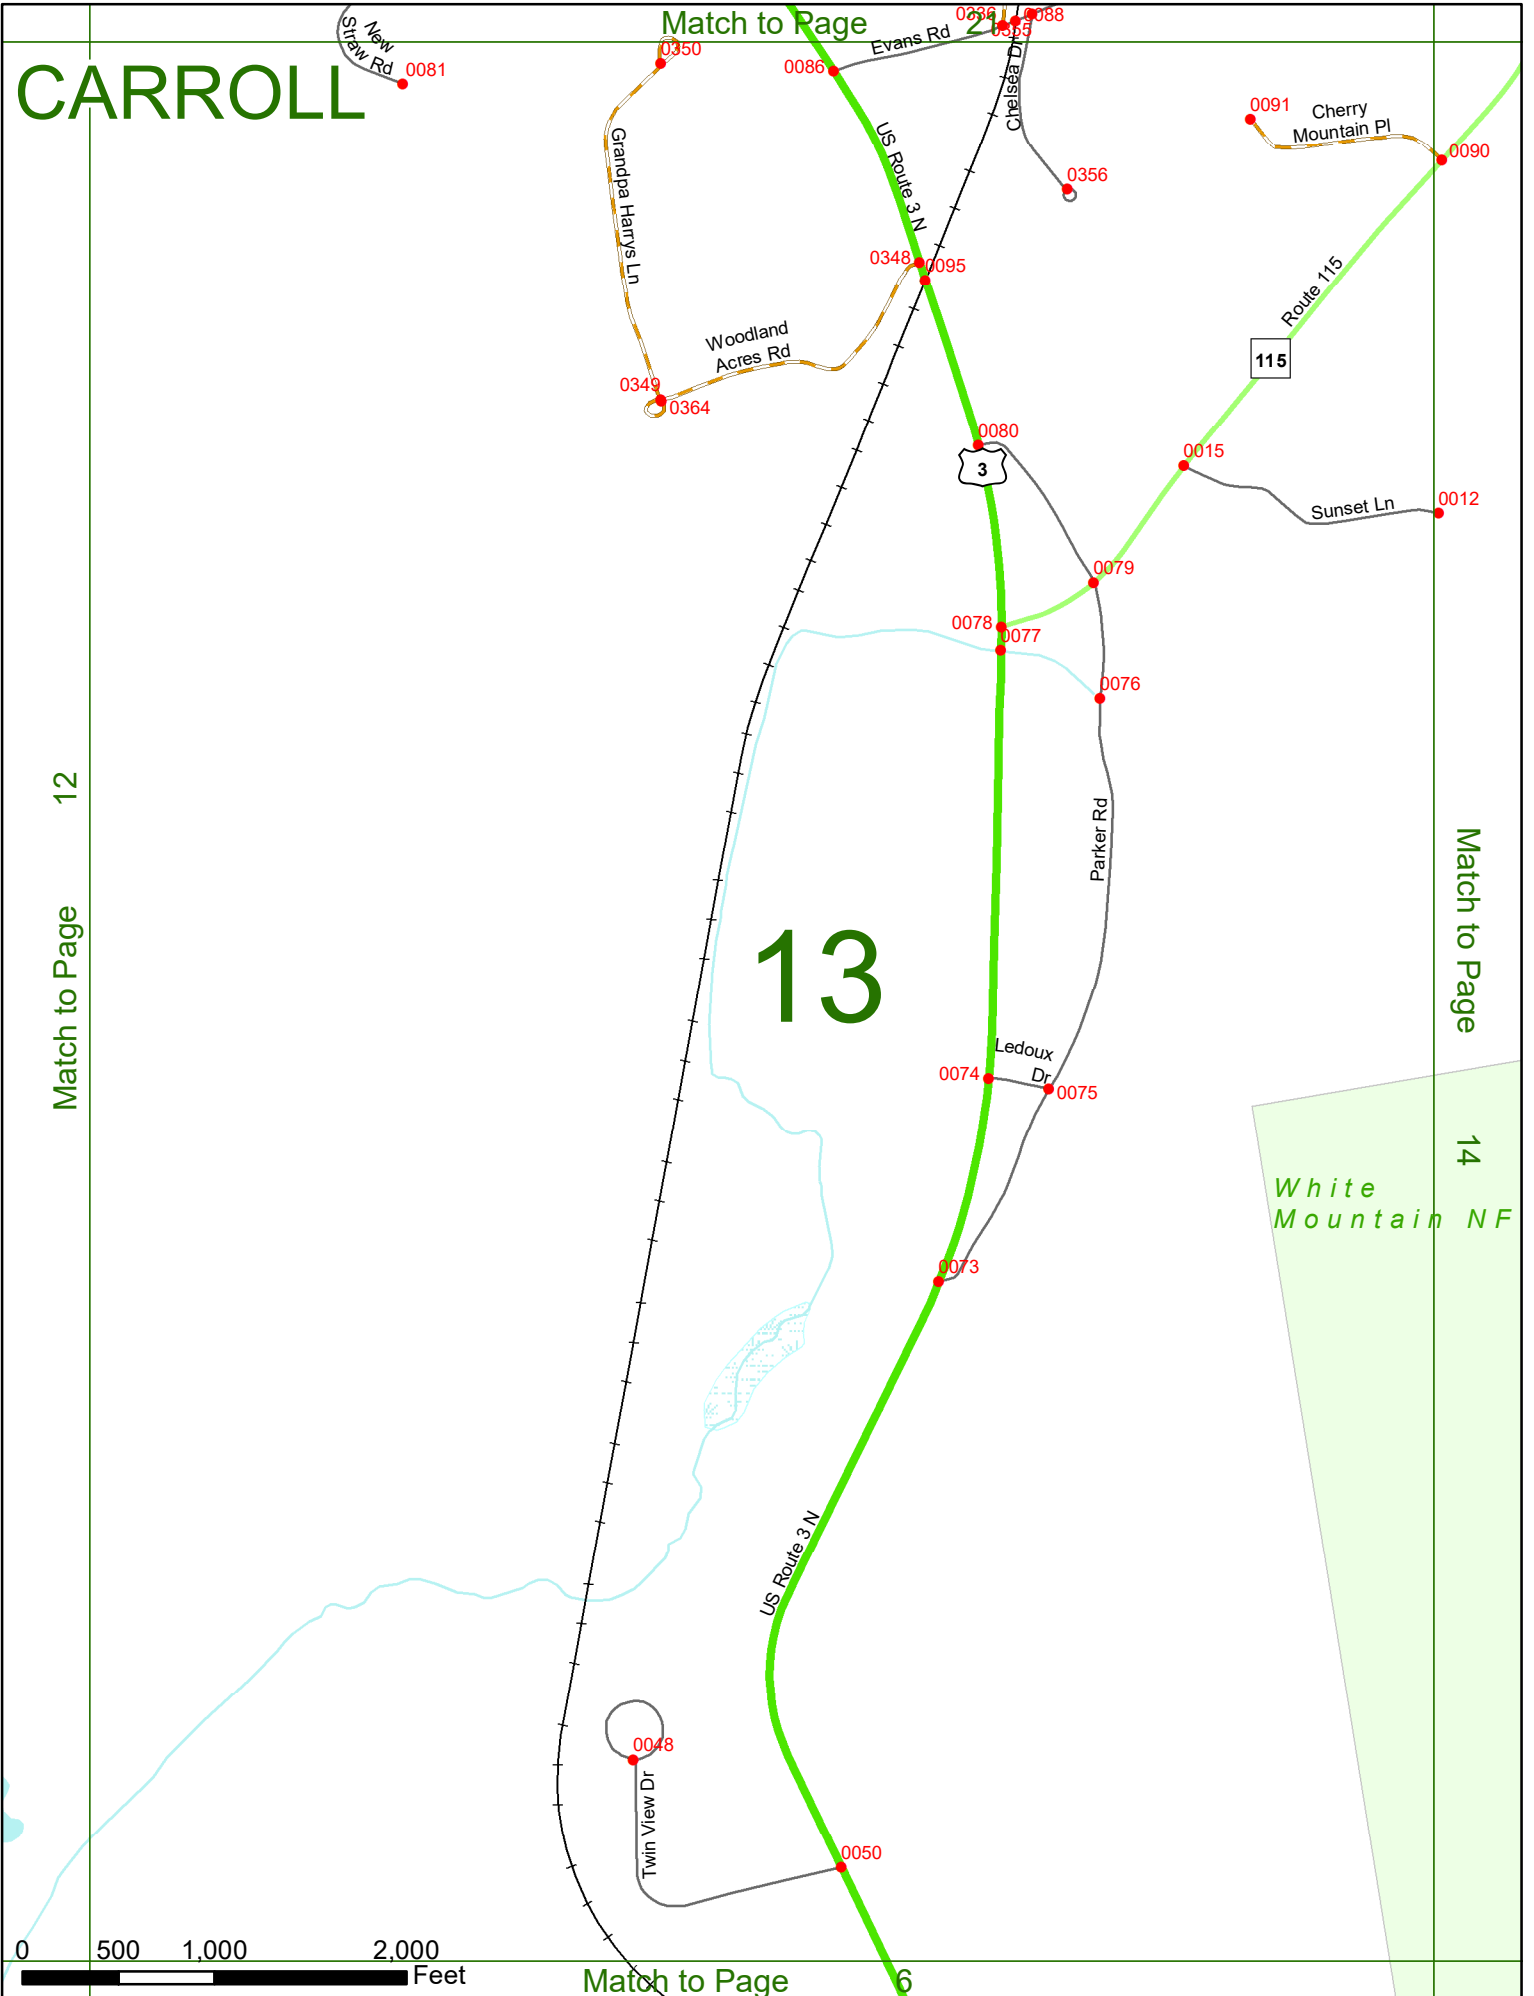 Match to Page 21
CARROLL
New
Straw Rd
0081
0350
0086
Evans Rd
0336
0355
0088
Chelsea Dr
0356
0091
Cherry
Mountain Pl
0090
Grandpa Harrys Ln
US Route 3 N
0348
0095
Woodland
Acres Rd
0349
0364
Route 115
115
0080
3
0015
Sunset Ln
0012
0079
0078
0077
0076
Match to Page 12
Parker Rd
Match to Page 14
13
Ledoux
Dr
0074
0075
White
Mountain NF
0073
US Route 3 N
0048
Twin View Dr
0050
0 500 1,000 2,000
Feet
Match to Page 6